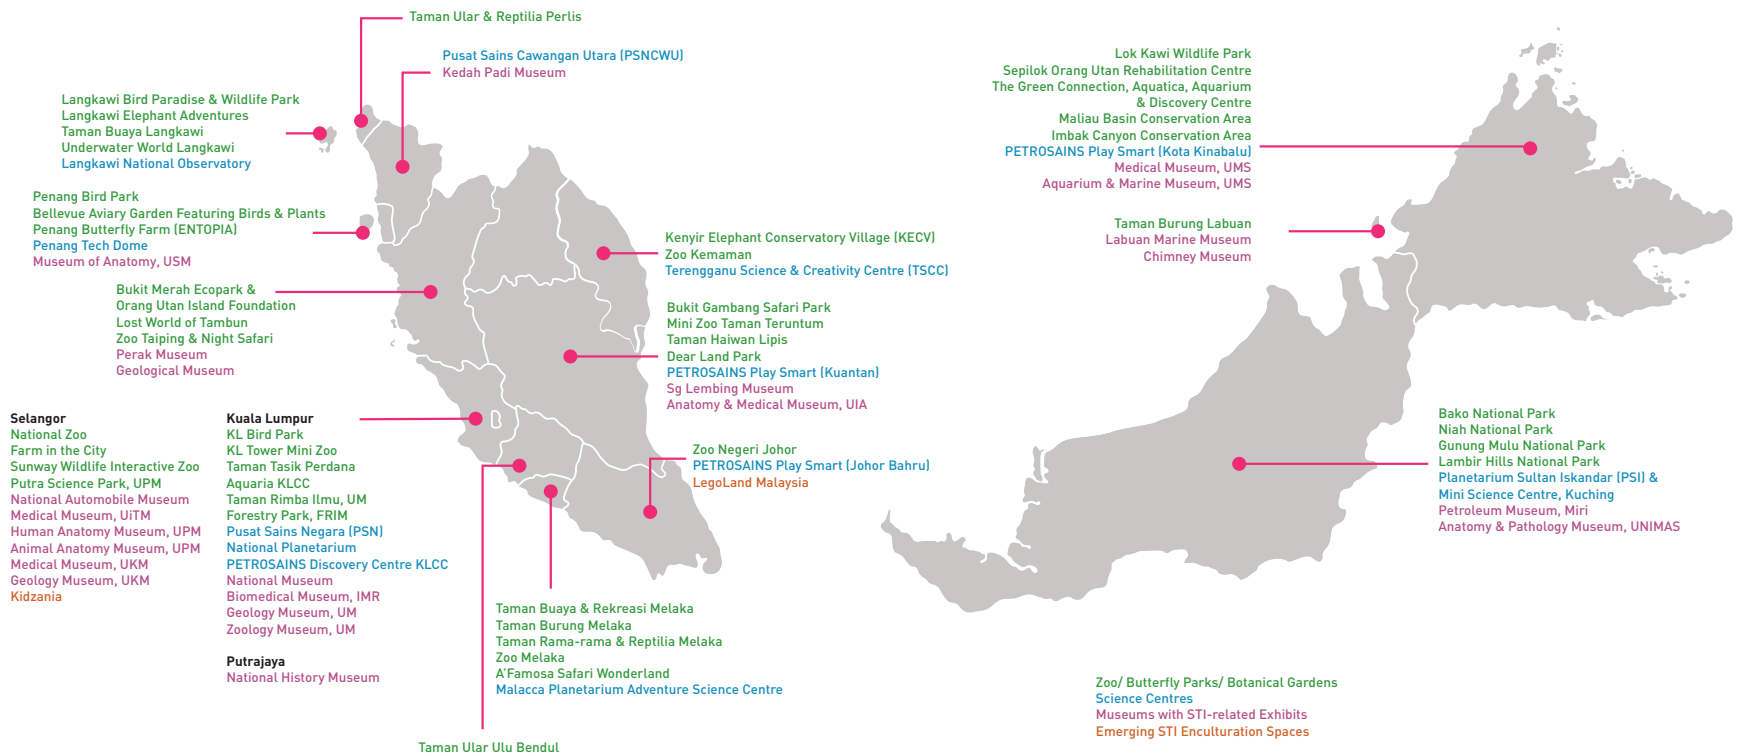 Taman Ular & Reptilia Perlis
Pusat Sains Cawangan Utara (PSNCWU)
Kedah Padi Museum
Langkawi Bird Paradise & Wildlife Park
Langkawi Elephant Adventures
Taman Buaya Langkawi
Underwater World Langkawi
Langkawi National Observatory
Penang Bird Park
Bellevue Aviary Garden Featuring Birds & Plants
Penang Butterfly Farm (ENTOPIA)
Penang Tech Dome
Museum of Anatomy, USM
Bukit Merah Ecopark &
Orang Utan Island Foundation
Lost World of Tambun
Zoo Taiping & Night Safari
Perak Museum
Geological Museum
Kenyir Elephant Conservatory Village (KECV)
Zoo Kemaman
Terengganu Science & Creativity Centre (TSCC)
Bukit Gambang Safari Park
Mini Zoo Taman Teruntum
Taman Haiwan Lipis
Dear Land Park
PETROSAINS Play Smart (Kuantan)
Sg Lembing Museum
Anatomy & Medical Museum, UIA
Selangor
National Zoo
Farm in the City
Sunway Wildlife Interactive Zoo
Putra Science Park, UPM
National Automobile Museum
Medical Museum, UiTM
Human Anatomy Museum, UPM
Animal Anatomy Museum, UPM
Medical Museum, UKM
Geology Museum, UKM
Kidzania
Kuala Lumpur
KL Bird Park
KL Tower Mini Zoo
Taman Tasik Perdana
Aquaria KLCC
Taman Rimba Ilmu, UM
Forestry Park, FRIM
Pusat Sains Negara (PSN)
National Planetarium
PETROSAINS Discovery Centre KLCC
National Museum
Biomedical Museum, IMR
Geology Museum, UM
Zoology Museum, UM
Putrajaya
National History Museum
Zoo Negeri Johor
PETROSAINS Play Smart (Johor Bahru)
LegoLand Malaysia
Taman Buaya & Rekreasi Melaka
Taman Burung Melaka
Taman Rama-rama & Reptilia Melaka
Zoo Melaka
A'Famosa Safari Wonderland
Malacca Planetarium Adventure Science Centre
Taman Ular Ulu Bendul
Lok Kawi Wildlife Park
Sepilok Orang Utan Rehabilitation Centre
The Green Connection, Aquatica, Aquarium
& Discovery Centre
Maliau Basin Conservation Area
Imbak Canyon Conservation Area
PETROSAINS Play Smart (Kota Kinabalu)
Medical Museum, UMS
Aquarium & Marine Museum, UMS
Taman Burung Labuan
Labuan Marine Museum
Chimney Museum
Bako National Park
Niah National Park
Gunung Mulu National Park
Lambir Hills National Park
Planetarium Sultan Iskandar (PSI) &
Mini Science Centre, Kuching
Petroleum Museum, Miri
Anatomy & Pathology Museum, UNIMAS
Zoo/ Butterfly Parks/ Botanical Gardens
Science Centres
Museums with STI-related Exhibits
Emerging STI Enculturation Spaces